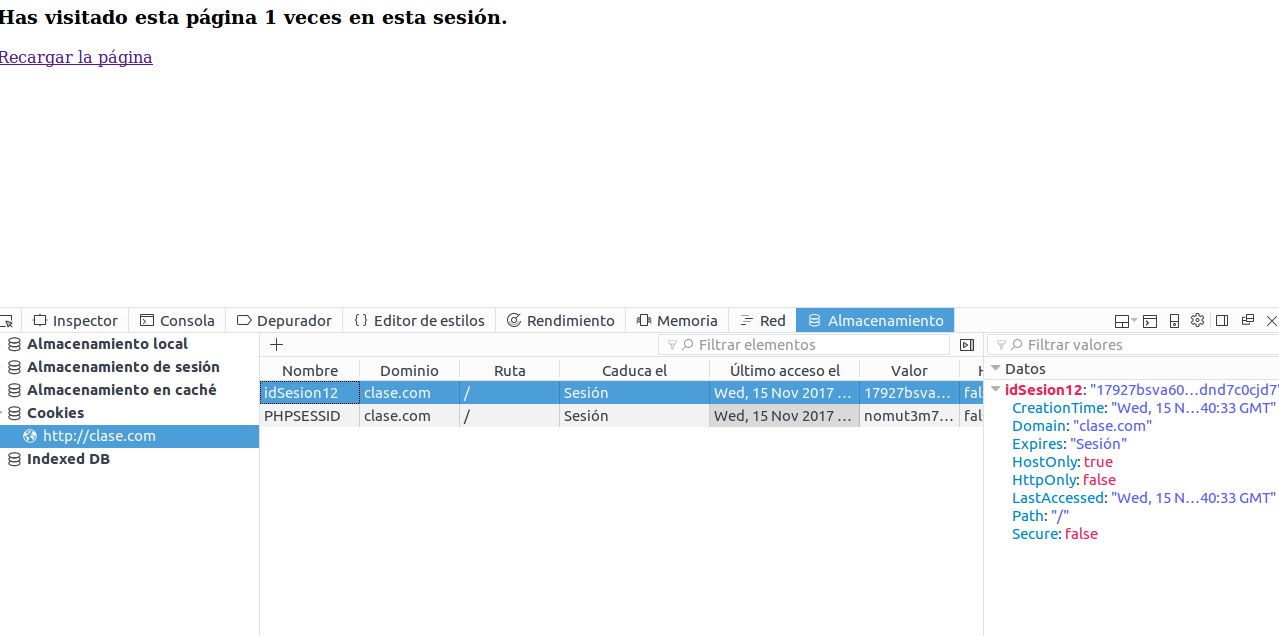 Has visitado esta página 1 veces en esta sesión.
Recargar la página
Inspector Consola Depurador {} Editor de estilos Rendimiento Memoria Red Almacenamiento
Almacenamiento local
Almacenamiento de sesión
Almacenamiento en caché
Cookies
http://clase.com
Indexed DB
+ Filtrar elementos
Nombre Dominio Ruta Caduca el Último acceso el Valor
idSesion12 clase.com / Sesión Wed, 15 Nov 2017 ... 17927bsva... fal
PHPSESSID clase.com / Sesión Wed, 15 Nov 2017 ... nomut3m7... fals
Filtrar valores
Datos
idSesion12: "17927bsva60…dnd7c0cjd7"
CreationTime: "Wed, 15 N…40:33 GMT"
Domain: "clase.com"
Expires: "Sesión"
HostOnly: true
HttpOnly: false
LastAccessed: "Wed, 15 N…40:33 GMT"
Path: "/"
Secure: false